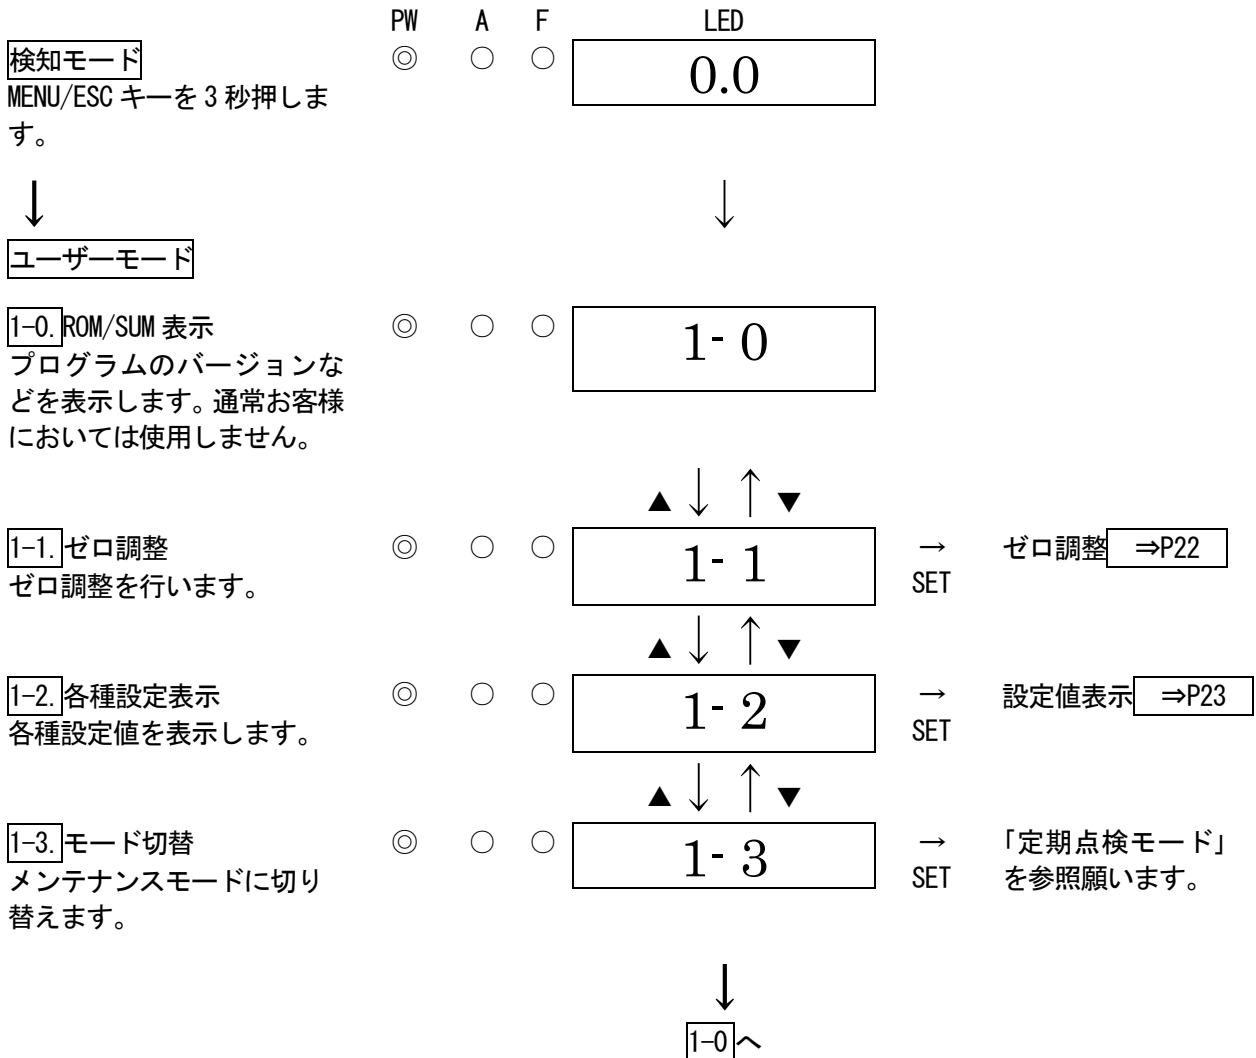 PW A F LED
検知モード ◎ ○ ○ 0.0
MENU/ESC キーを 3 秒押しま
す。
↓ ↓
ユーザーモード
1-0. ROM/SUM 表示 ◎ ○ ○ 1- 0
プログラムのバージョンな
どを表示します。通常お客様
においては使用しません。
▲ ↓ ↑ ▼
1-1. ゼロ調整 ◎ ○ ○ 1- 1 → ゼロ調整 ⇒P22
ゼロ調整を行います。 SET
▲ ↓ ↑ ▼
1-2. 各種設定表示 ◎ ○ ○ 1- 2 → 設定値表示 ⇒P23
各種設定値を表示します。 SET
▲ ↓ ↑ ▼
1-3. モード切替 ◎ ○ ○ 1- 3 → 「定期点検モード」
メンテナンスモードに切り SET を参照願います。
替えます。
↓
1-0 へ